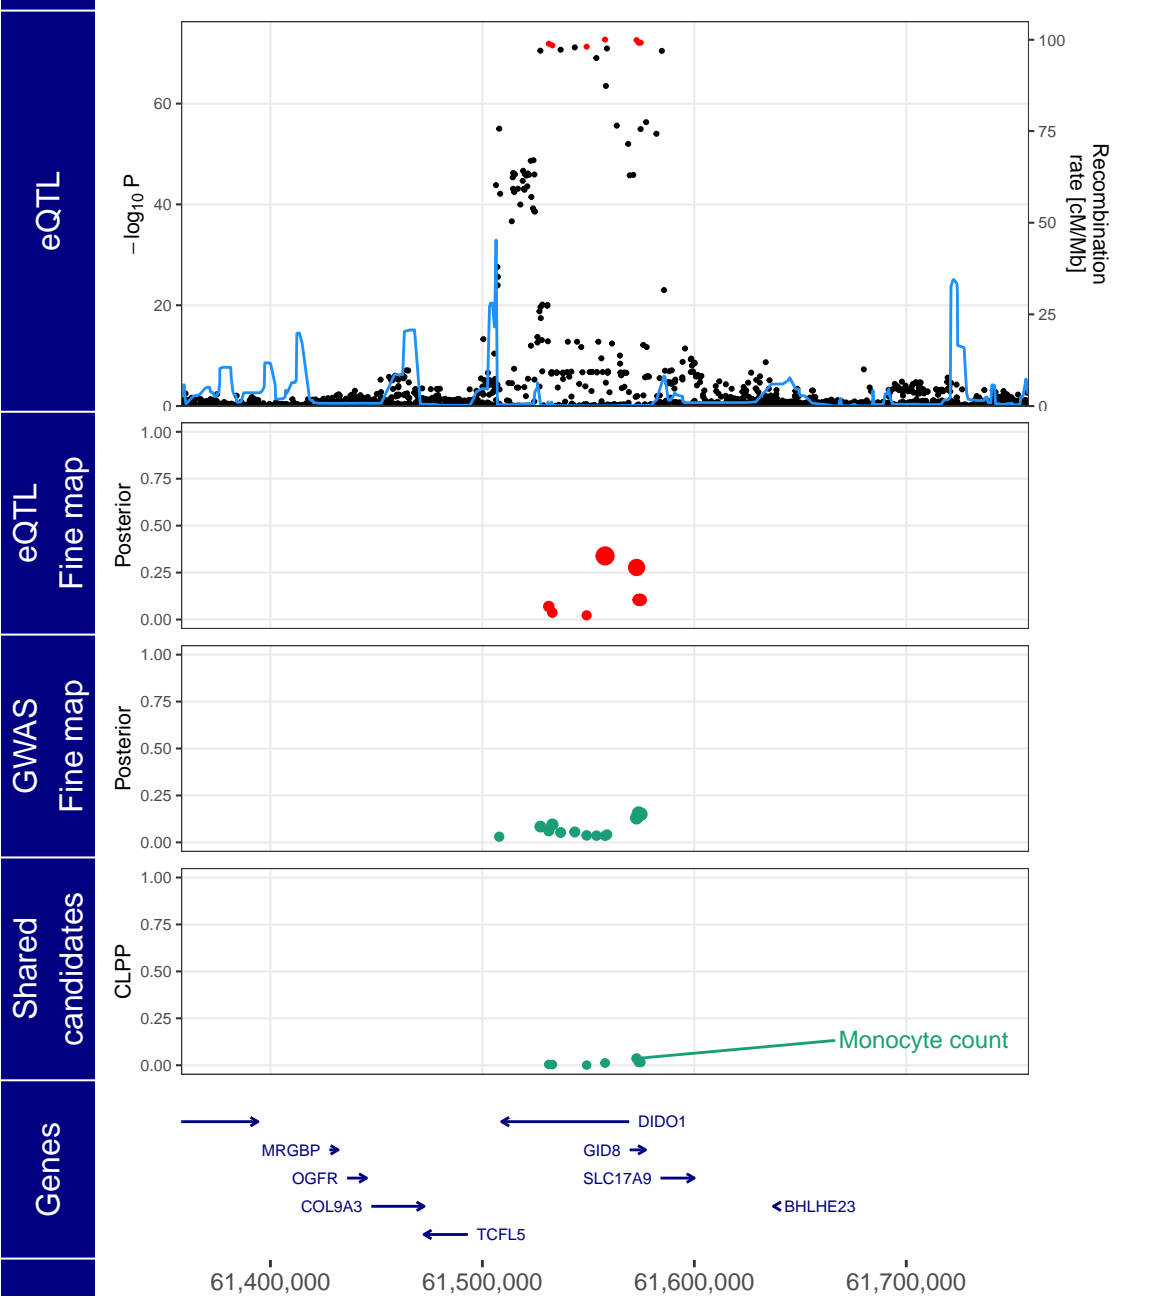 eQTL
−log10 P
60
40
20
0
100
75
50
25
0
Recombination
rate [cM/Mb]
eQTL
Fine map
Posterior
1.00
0.75
0.50
0.25
0.00
GWAS
Fine map
Posterior
1.00
0.75
0.50
0.25
0.00
Shared
candidates
CLPP
1.00
0.75
0.50
0.25
0.00
Monocyte count
Genes
DIDO1
MRGBP
GID8
OGFR
SLC17A9
COL9A3
BHLHE23
TCFL5
61,400,000
61,500,000
61,600,000
61,700,000